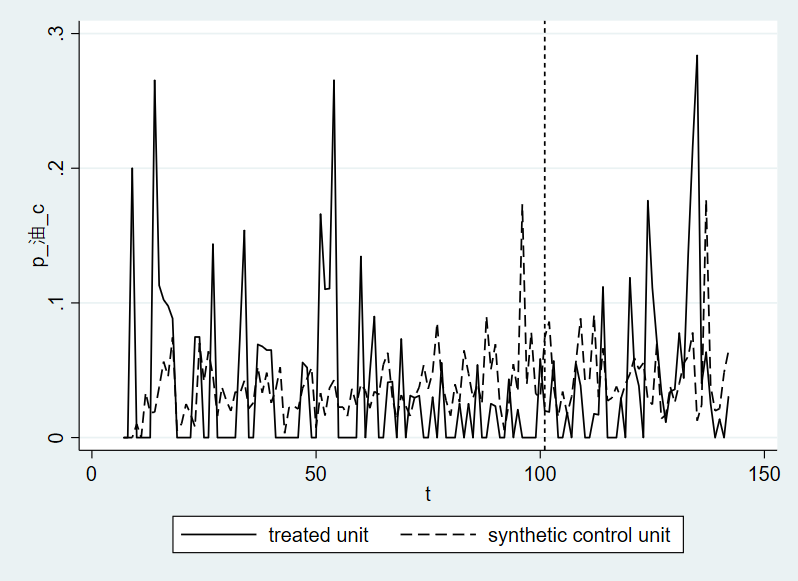 .3
.2
.1
0
p_油_c
0
50
100
150
t
treated unit
synthetic control unit